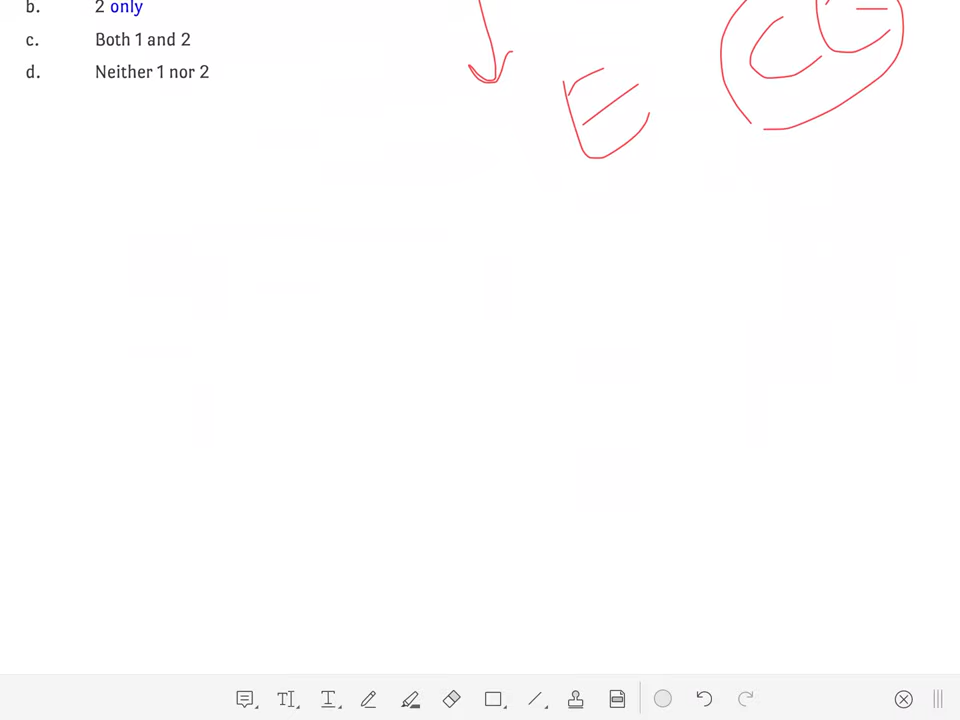 b. 2 only
c. Both 1 and 2
d. Neither 1 nor 2
E